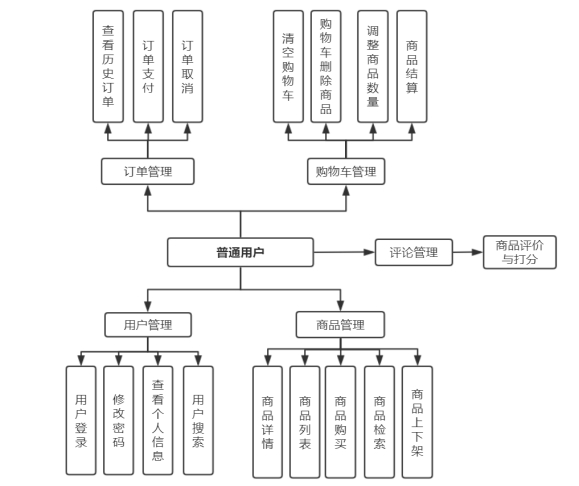 查看历史订单
订单支付
订单取消
清空购物车
购物车删除商品
调整商品数量
商品结算
订单管理
购物车管理
普通用户
评论管理
商品评价
与打分
用户管理
商品管理
用户登录
修改密码
查看个人信息
用户搜索
商品详情
商品列表
商品购买
商品检索
商品上下架